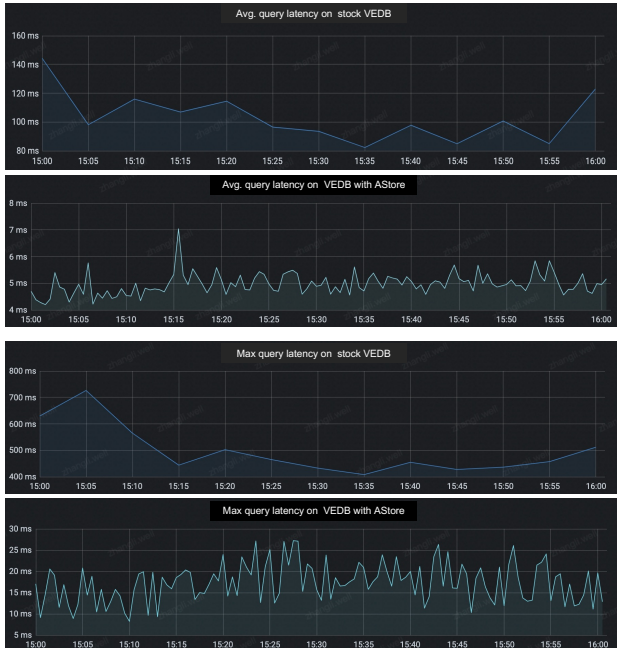 Avg. query latency on stock VEDB
160 ms
140 ms
120 ms
100 ms
80 ms
15:00 15:05 15:10 15:15 15:20 15:25 15:30 15:35 15:40 15:45 15:50 15:55 16:00
Avg. query latency on VEDB with AStore
8 ms
7 ms
6 ms
5 ms
4 ms
15:00 15:05 15:10 15:15 15:20 15:25 15:30 15:35 15:40 15:45 15:50 15:55 16:00
Max query latency on stock VEDB
800 ms
700 ms
600 ms
500 ms
400 ms
15:00 15:05 15:10 15:15 15:20 15:25 15:30 15:35 15:40 15:45 15:50 15:55 16:00
Max query latency on VEDB with AStore
30 ms
25 ms
20 ms
15 ms
10 ms
5 ms
15:00 15:05 15:10 15:15 15:20 15:25 15:30 15:35 15:40 15:45 15:50 15:55 16:00